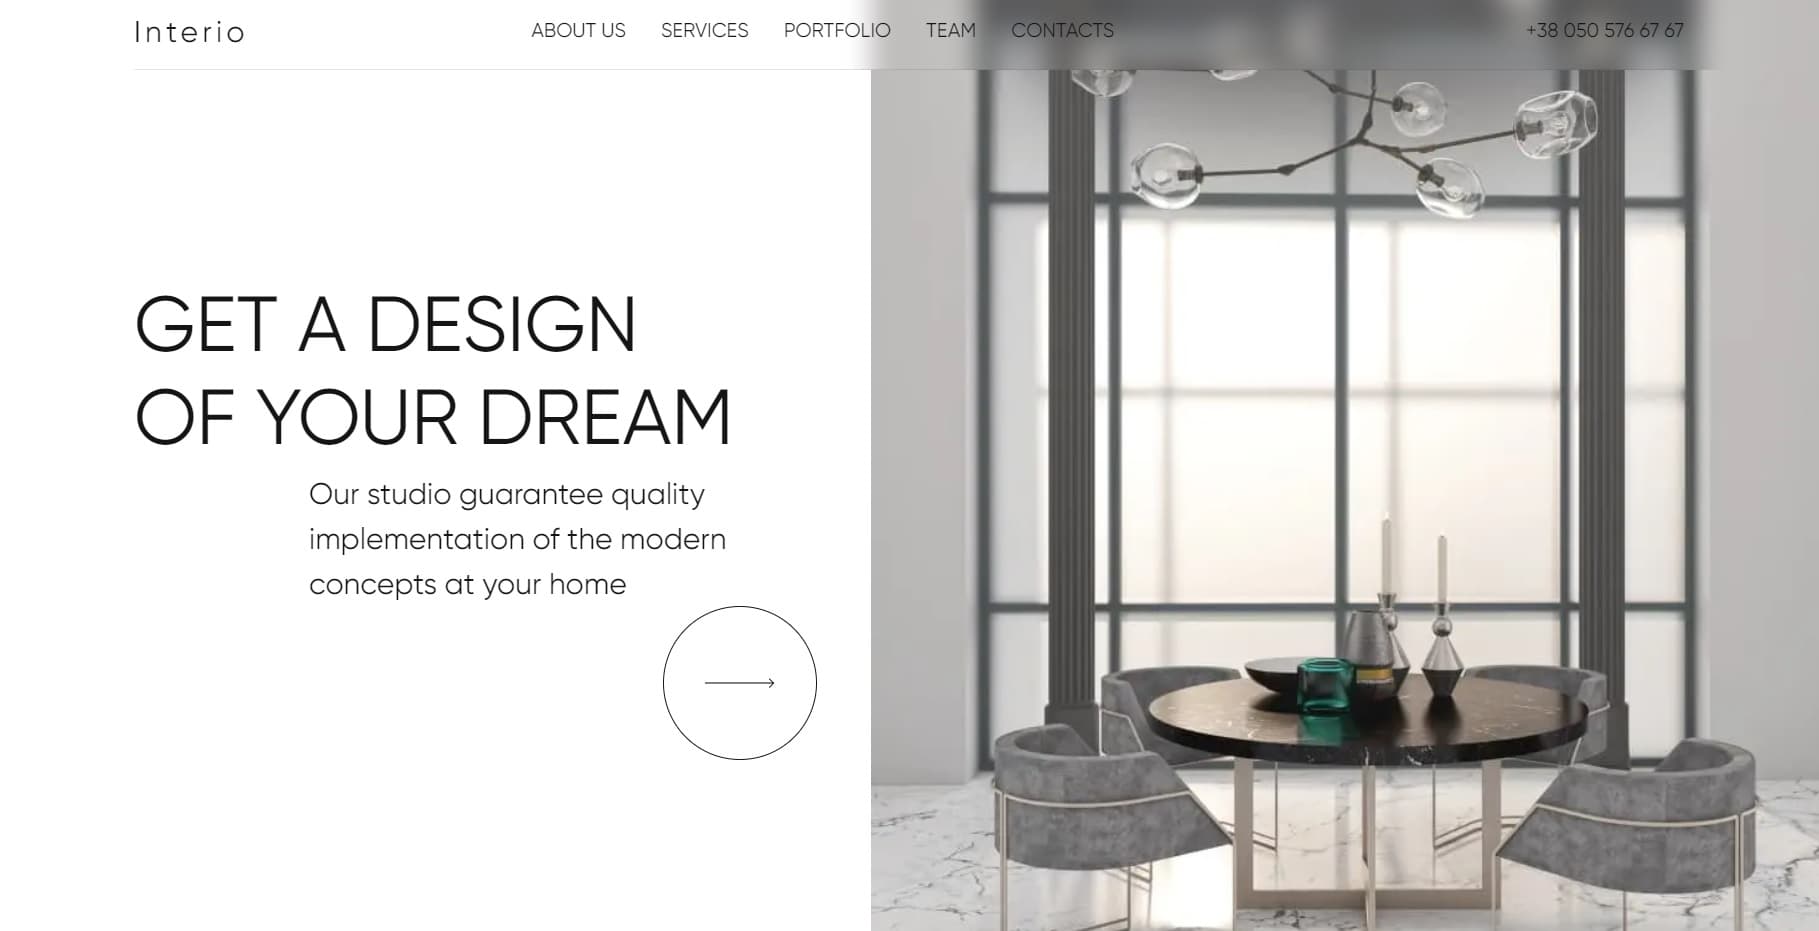 Interio
ABOUT US SERVICES PORTFOLIO TEAM CONTACTS
+38 050 576 67 67
GET A DESIGN
OF YOUR DREAM
Our studio guarantee quality
implementation of the modern
concepts at your home